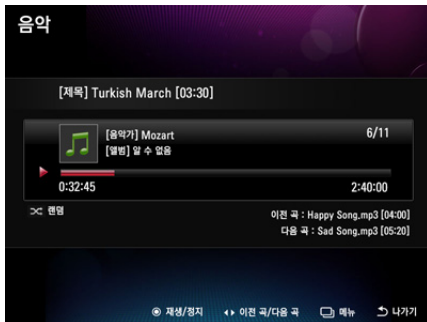 음악
[제목] Turkish March [03:30]
[음악가] Mozart
6/11
[앨범] 알 수 없음
0:32:45
2:40:00
랜덤
이전 곡 : Happy Song.mp3 [04:00]
다음 곡 : Sad Song.mp3 [05:20]
재생/정지 이전 곡/다음 곡 메뉴 나가기